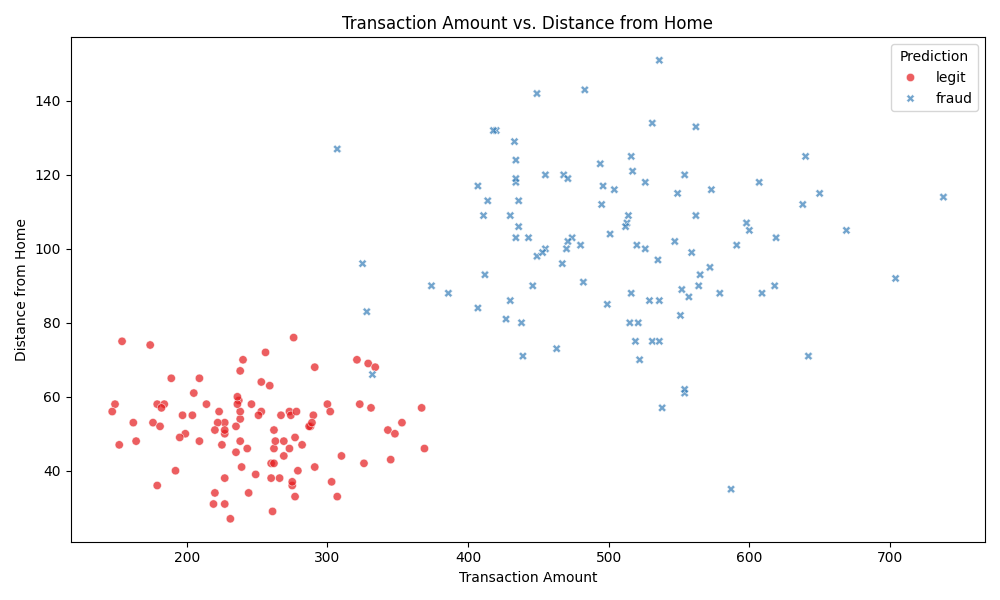 Transaction Amount vs. Distance from Home
Prediction
legit
fraud
Distance from Home
140
120
100
80
60
40
200 300 400 500 600 700
Transaction Amount